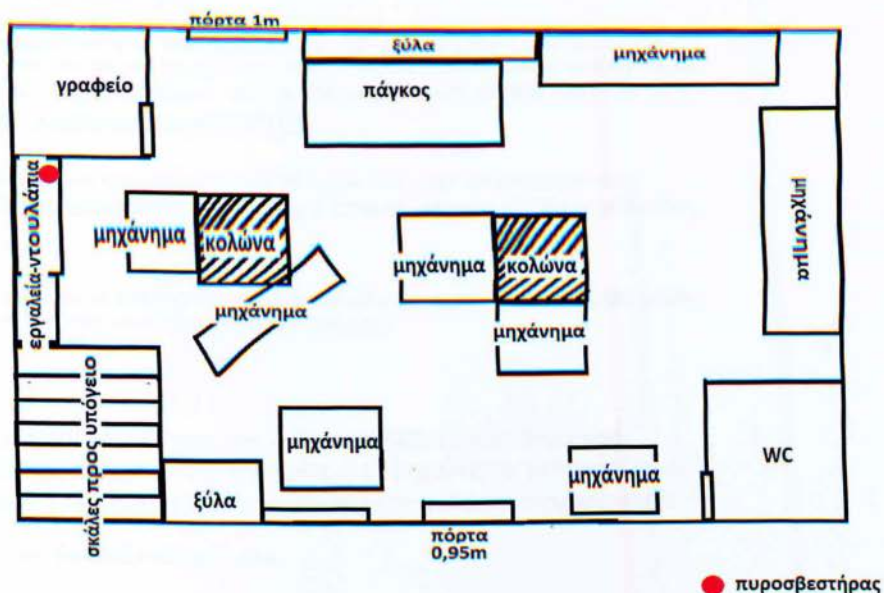 πόρτα 1m
ξύλα
μηχάνημα
γραφείο
πάγκος
εργαλεία-ντουλάπια
μηχάνημα
κολώνα
μηχάνημα
κολώνα
μηχάνημα
μηχάνημα
μηχάνημα
σκάλες προς υπόγειο
μηχάνημα
μηχάνημα
WC
ξύλα
πόρτα
0,95m
πυροσβεστήρας